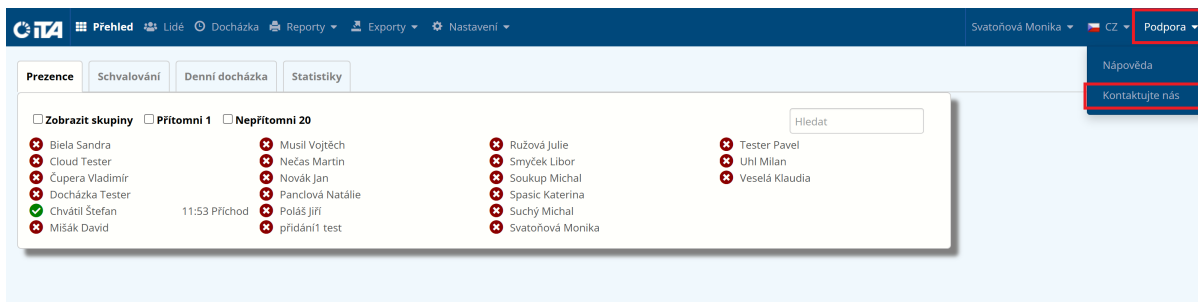 CiTA Přehled Lidé Docházka Reporty Exporty Nastavení Svatoňová Monika CZ Podpora
Nápověda
Kontaktujte nás
Prezence Schvalování Denní docházka Statistiky
Zobrazit skupiny Přítomni 1 Nepřítomni 20 Hledat
Biela Sandra Musil Vojtěch Ružová Julie Tester Pavel
Cloud Tester Nečas Martin Smyček Libor Uhl Milan
Čupera Vladimír Novák Jan Soukup Michal Veselá Klaudia
Docházka Tester Panclová Natálie Spasic Katerina
Chvátil Štefan 11:53 Příchod Poláš Jiří Suchý Michal
Mišák David přidání1 test Svatoňová Monika